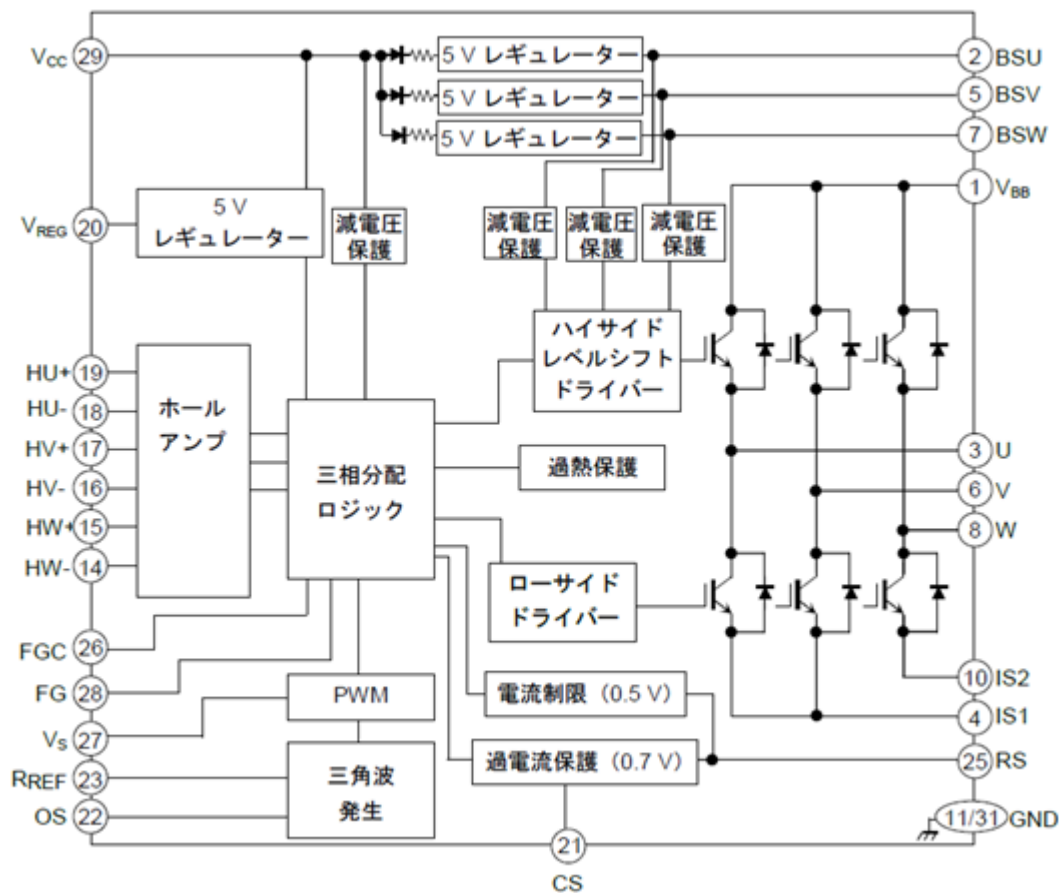 VCC 29
5 V レギュレーター
2 BSU
5 V レギュレーター
5 BSV
5 V レギュレーター
7 BSW
1 VBB
VREG 20
5 V
レギュレーター
減電圧
保護
減電圧
保護
減電圧
保護
減電圧
保護
ハイサイド
レベルシフト
ドライバー
HU+ 19
HU- 18
HV+ 17
HV- 16
HW+ 15
HW- 14
ホール
アンプ
三相分配
ロジック
過熱保護
3 U
6 V
8 W
ローサイド
ドライバー
FGC 26
FG 28
VS 27
RREF 23
OS 22
PWM
三角波
発生
電流制限(0.5 V)
過電流保護(0.7 V)
10 IS2
4 IS1
25 RS
11/31 GND
21
CS